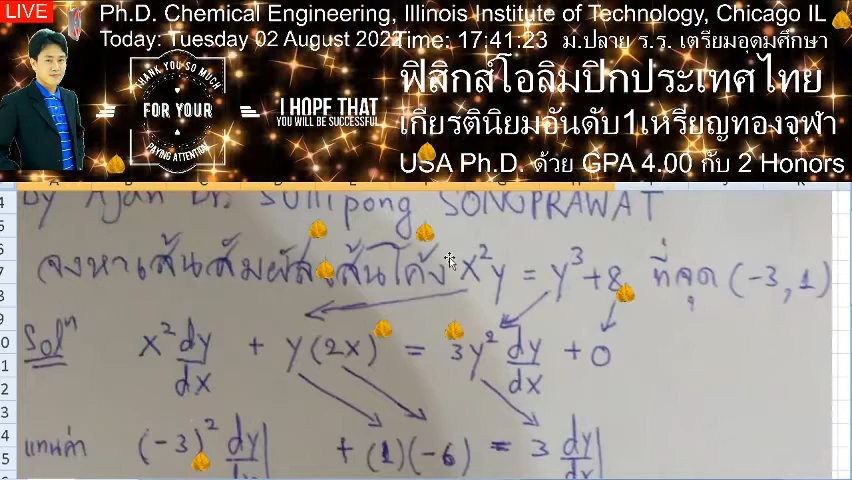 LIVE
Ph.D. Chemical Engineering, Illinois Institute of Technology, Chicago IL
Today: Tuesday 02 August 2022 Time: 17:41:23 ม.ปลาย ร.ร. เตรียมอุดมศึกษา
ฟิสิกส์โอลิมปิกประเทศไทย
THANK YOU SO MUCH
FOR YOUR
PAYING ATTENTION
I HOPE THAT
YOU WILL BE SUCCESSFUL
เกียรตินิยมอันดับ1เหรียญทองจุฬา
USA Ph.D. ด้วย GPA 4.00 กับ 2 Honors
By Ajan Dr. SURIPONG SONGPRAWAT
จงหาเส้นสัมผัสเส้นโค้ง x²y = y³+8 ที่จุด (-3,1)
Solⁿ x² dy/dx + y(2x) = 3y² dy/dx + 0
แทนค่า (-3)² dy/dx| + (1)(-6) = 3 dy/dx|